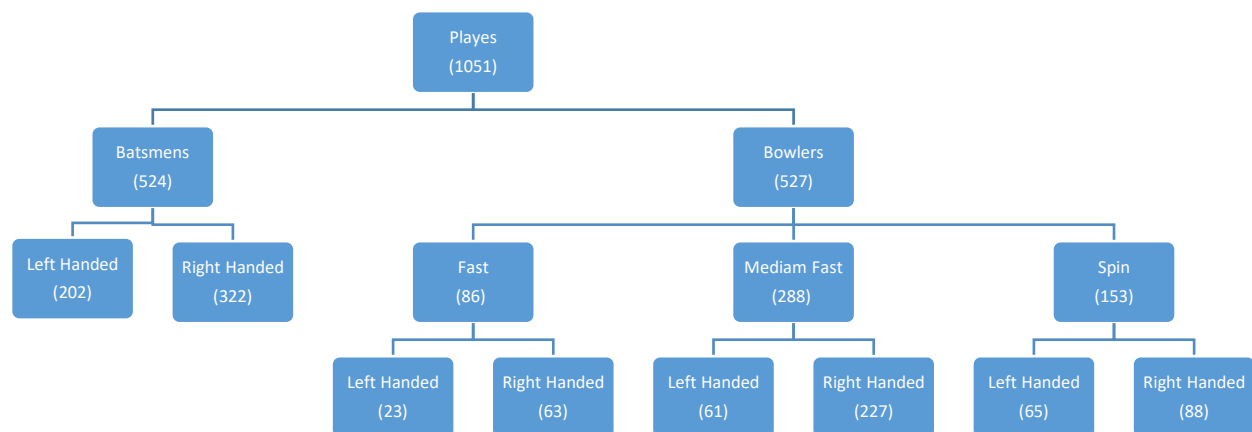 Playes
(1051)
Batsmens
(524)
Bowlers
(527)
Left Handed
(202)
Right Handed
(322)
Fast
(86)
Mediam Fast
(288)
Spin
(153)
Left Handed
(23)
Right Handed
(63)
Left Handed
(61)
Right Handed
(227)
Left Handed
(65)
Right Handed
(88)